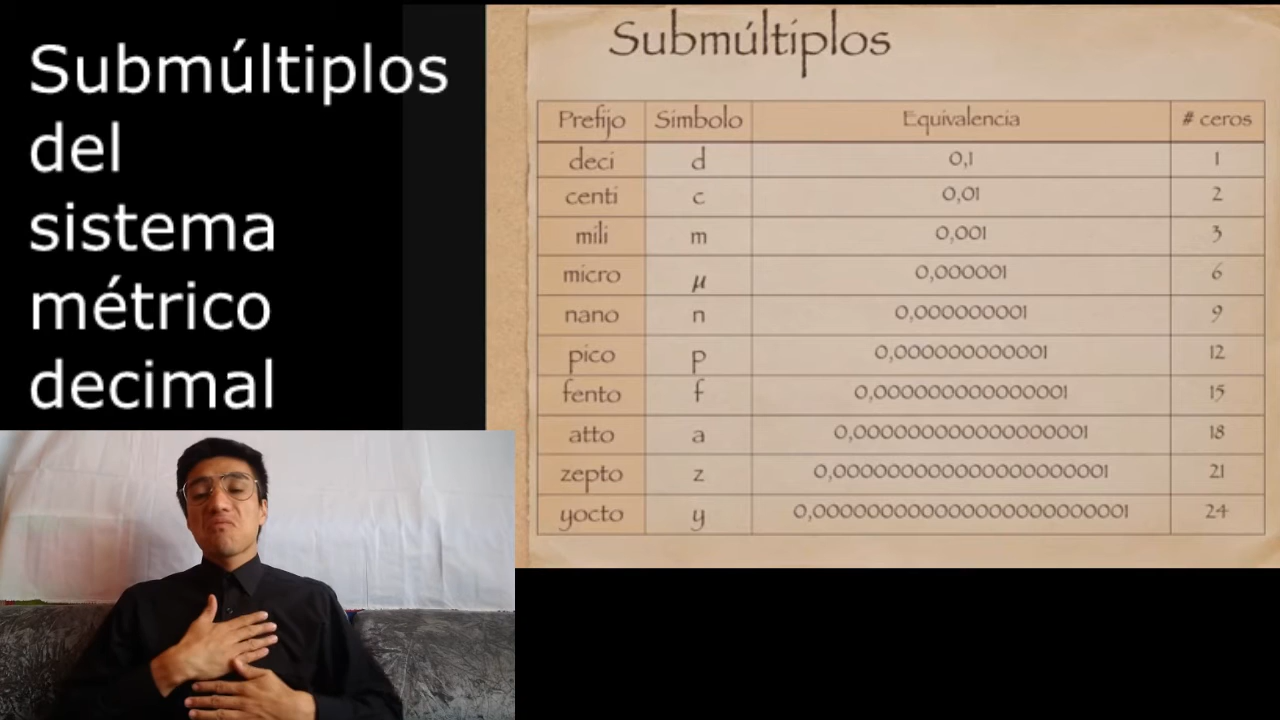 Submúltiplos
del
sistema
métrico
decimal
Submúltiplos
Prefijo Símbolo Equivalencia # ceros
deci d 0,1 1
centi c 0,01 2
mili m 0,001 3
micro μ 0,000001 6
nano n 0,000000001 9
pico p 0,000000000001 12
fento f 0,000000000000001 15
atto a 0,000000000000000001 18
zepto z 0,000000000000000000001 21
yocto y 0,000000000000000000000001 24